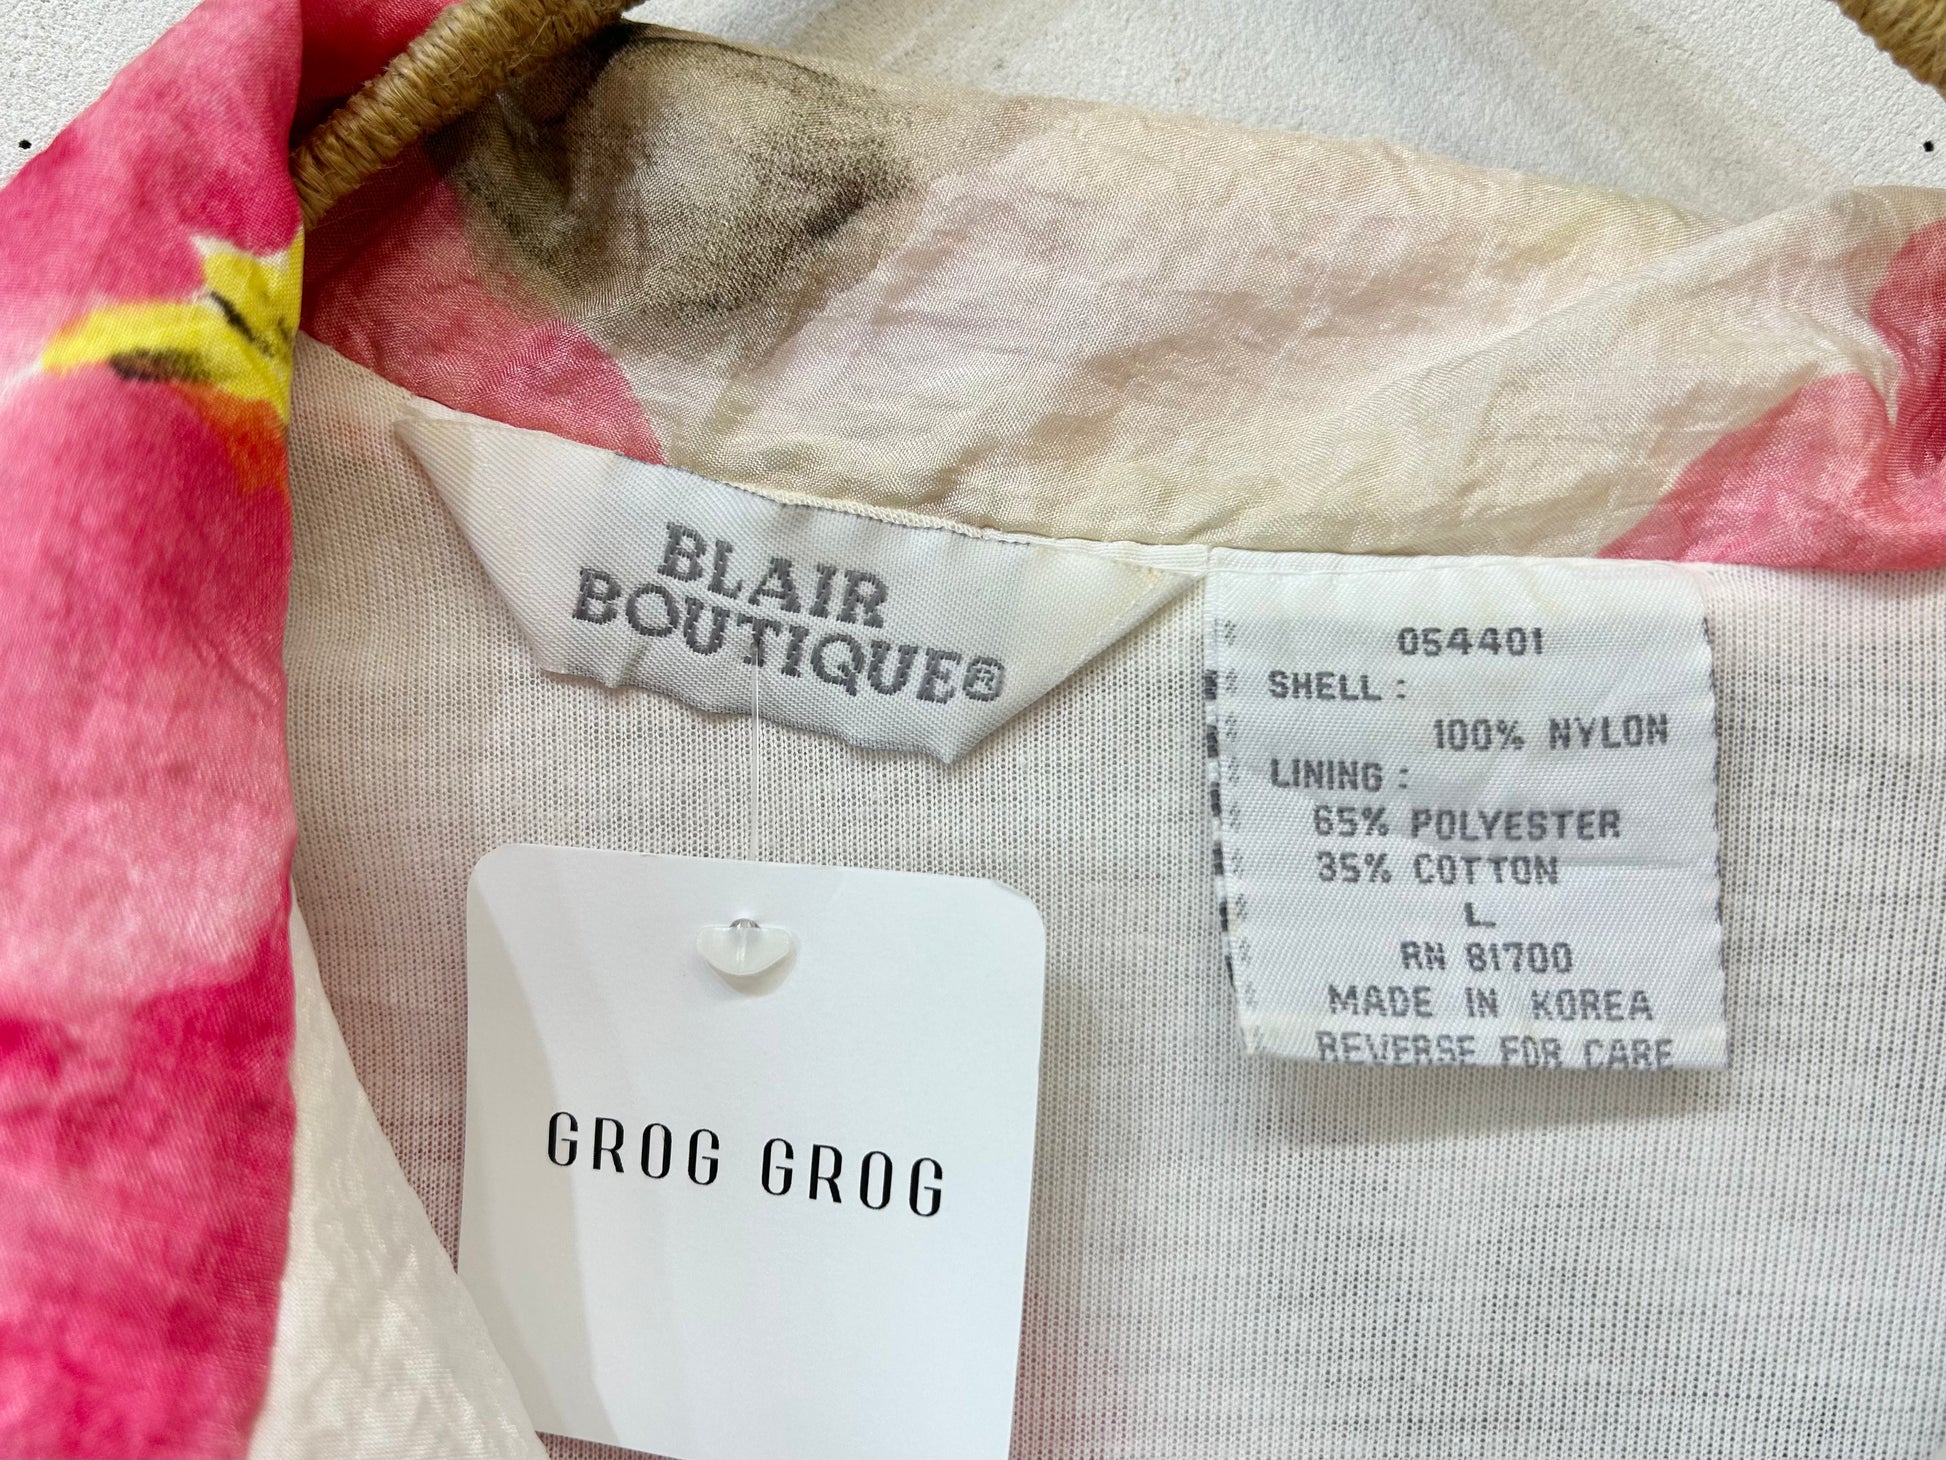 BLAIR
BOUTIQUE®
054401
SHELL :
100% NYLON
LINING :
65% POLYESTER
35% COTTON
L
RN 81700
MADE IN KOREA
REVERSE FOR CARE
GROG GROG